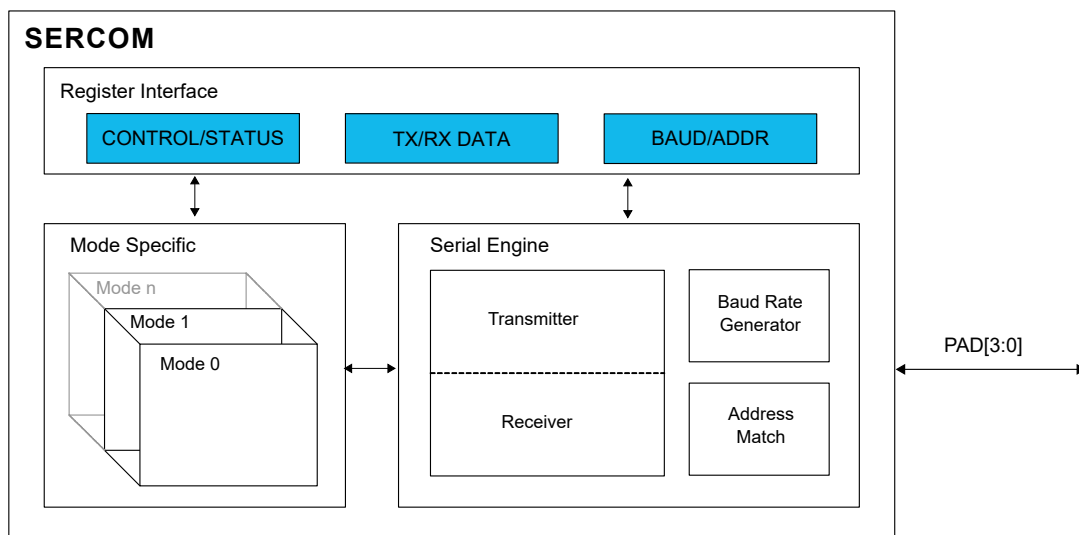 SERCOM
Register Interface
CONTROL/STATUS
TX/RX DATA
BAUD/ADDR
Mode Specific
Mode n
Mode 1
Mode 0
Serial Engine
Transmitter
Receiver
Baud Rate
Generator
Address
Match
PAD[3:0]